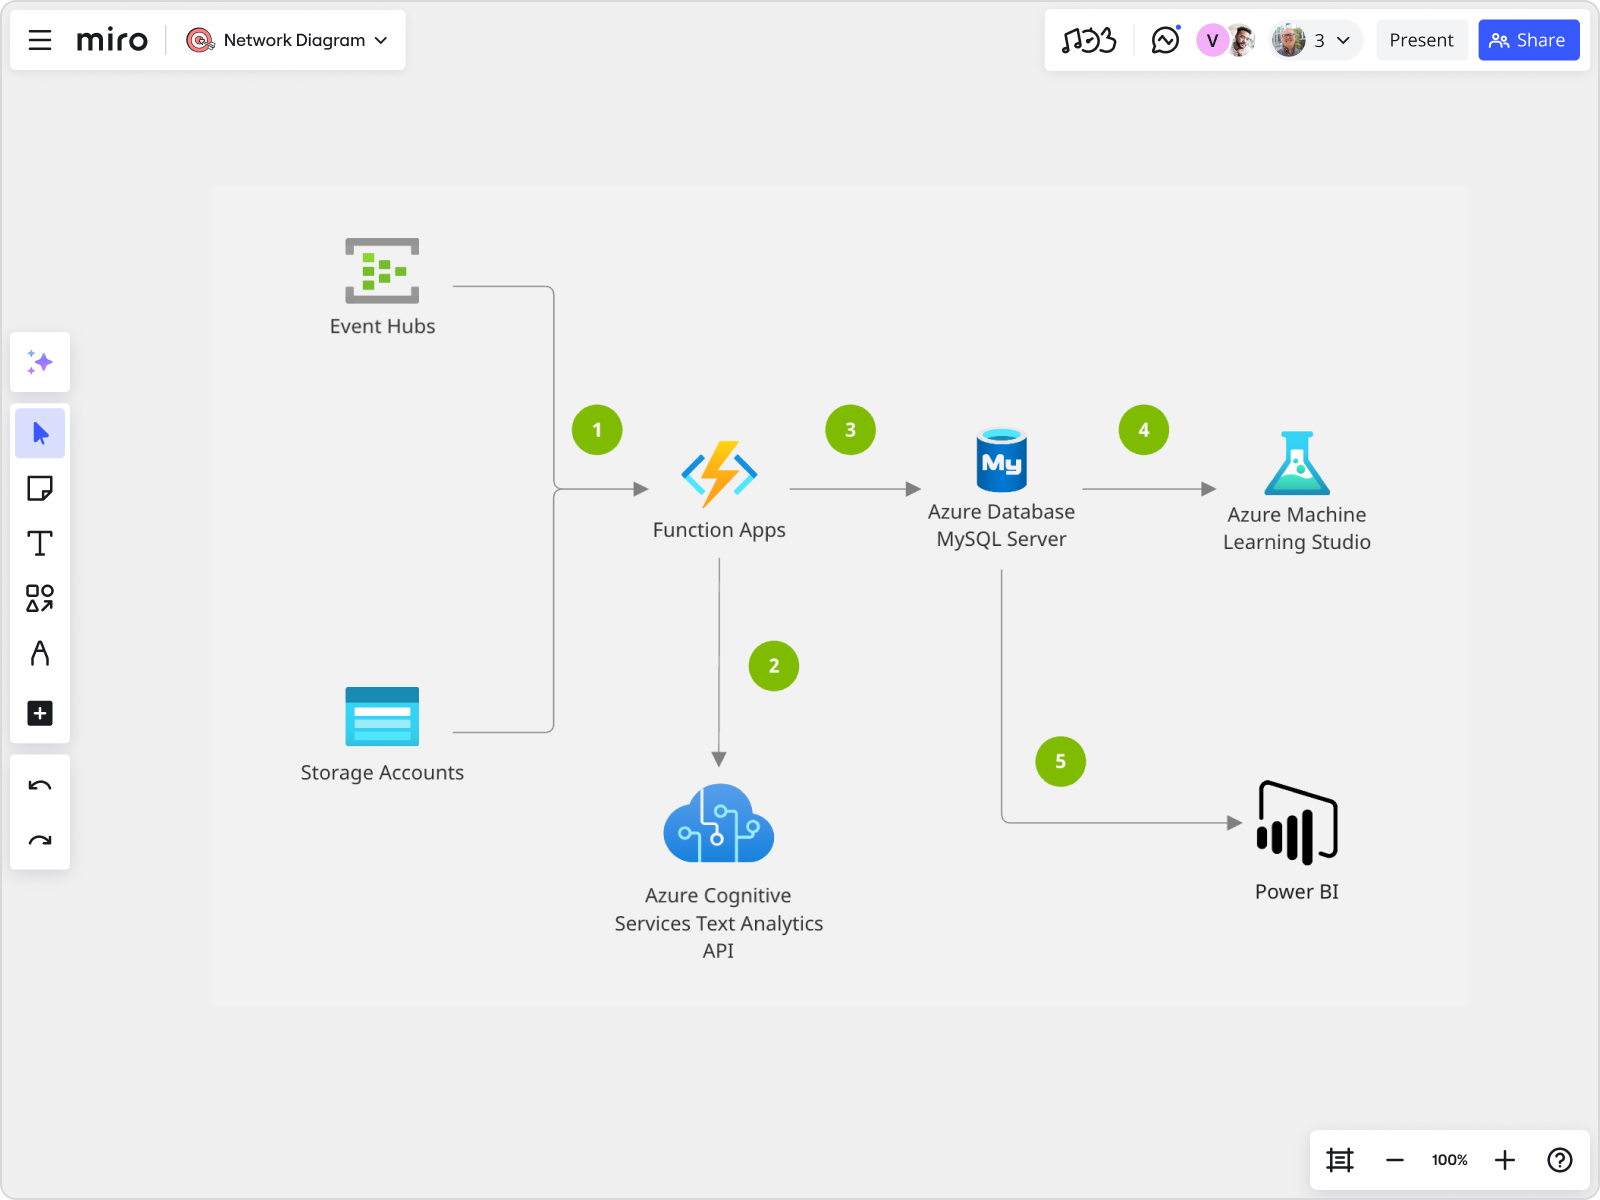 miro
Network Diagram
V
3
Present
Share
Event Hubs
1
3
4
My
Function Apps
Azure Database
MySQL Server
Azure Machine
Learning Studio
2
Storage Accounts
5
Azure Cognitive
Services Text Analytics
API
Power BI
100%